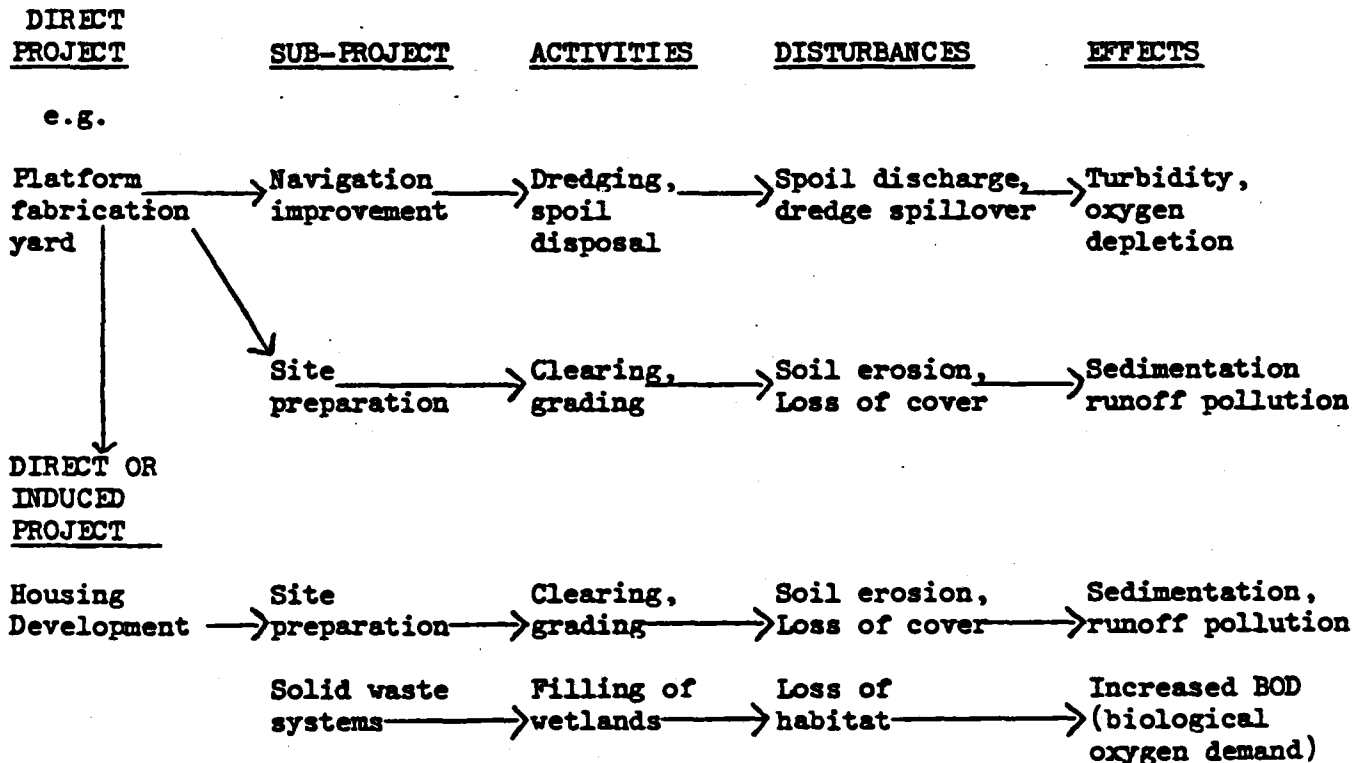 DIRECT
PROJECT SUB-PROJECT ACTIVITIES DISTURBANCES EFFECTS
e.g.
Platform Navigation Dredging, Spoil discharge, Turbidity,
fabrication improvement spoil dredge spillover oxygen
yard disposal depletion
Site Clearing, Soil erosion, Sedimentation
preparation grading Loss of cover runoff pollution
DIRECT OR
INDUCED
PROJECT
Housing Site Clearing, Soil erosion, Sedimentation,
Development preparation grading Loss of cover runoff pollution
Solid waste Filling of Loss of Increased BOD
systems wetlands habitat (biological
oxygen demand)